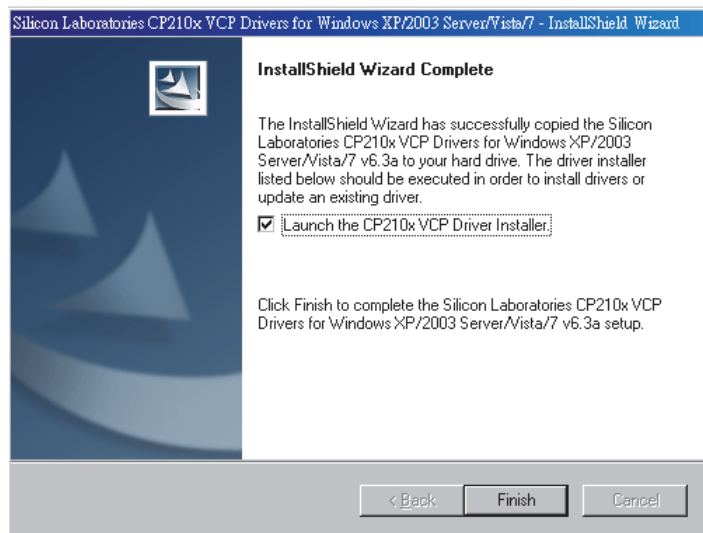 Silicon Laboratories CP210x VCP Drivers for Windows XP/2003 Server/Vista/7 - InstallShield Wizard
InstallShield Wizard Complete
The InstallShield Wizard has successfully copied the Silicon
Laboratories CP210x VCP Drivers for Windows XP/2003
Server/Vista/7 v6.3a to your hard drive. The driver installer
listed below should be executed in order to install drivers or
update an existing driver.
Launch the CP210x VCP Driver Installer.
Click Finish to complete the Silicon Laboratories CP210x VCP
Drivers for Windows XP/2003 Server/Vista/7 v6.3a setup.
< Back Finish Cancel